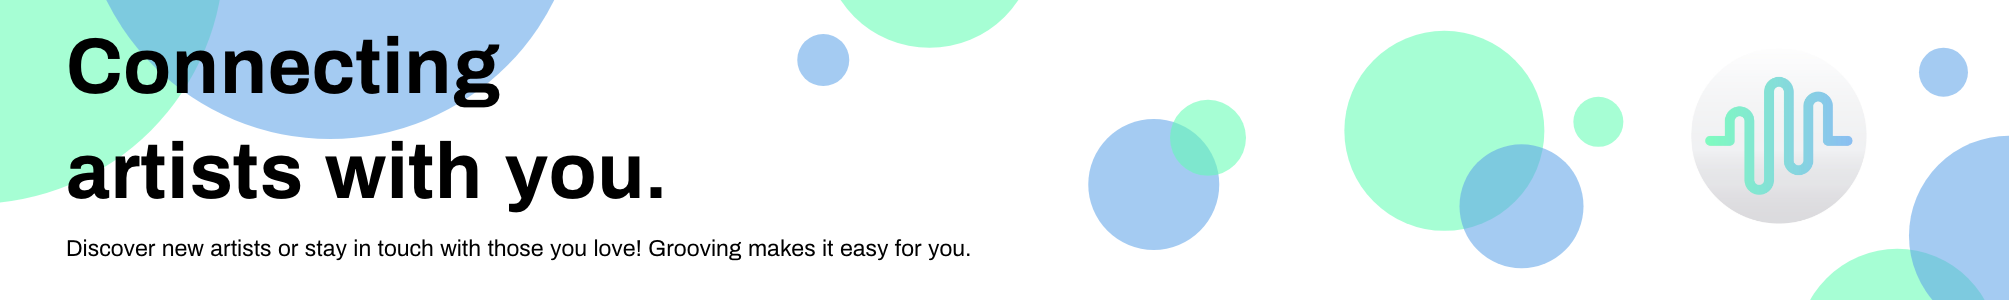 Connecting
artists with you.
Discover new artists or stay in touch with those you love! Grooving makes it easy for you.